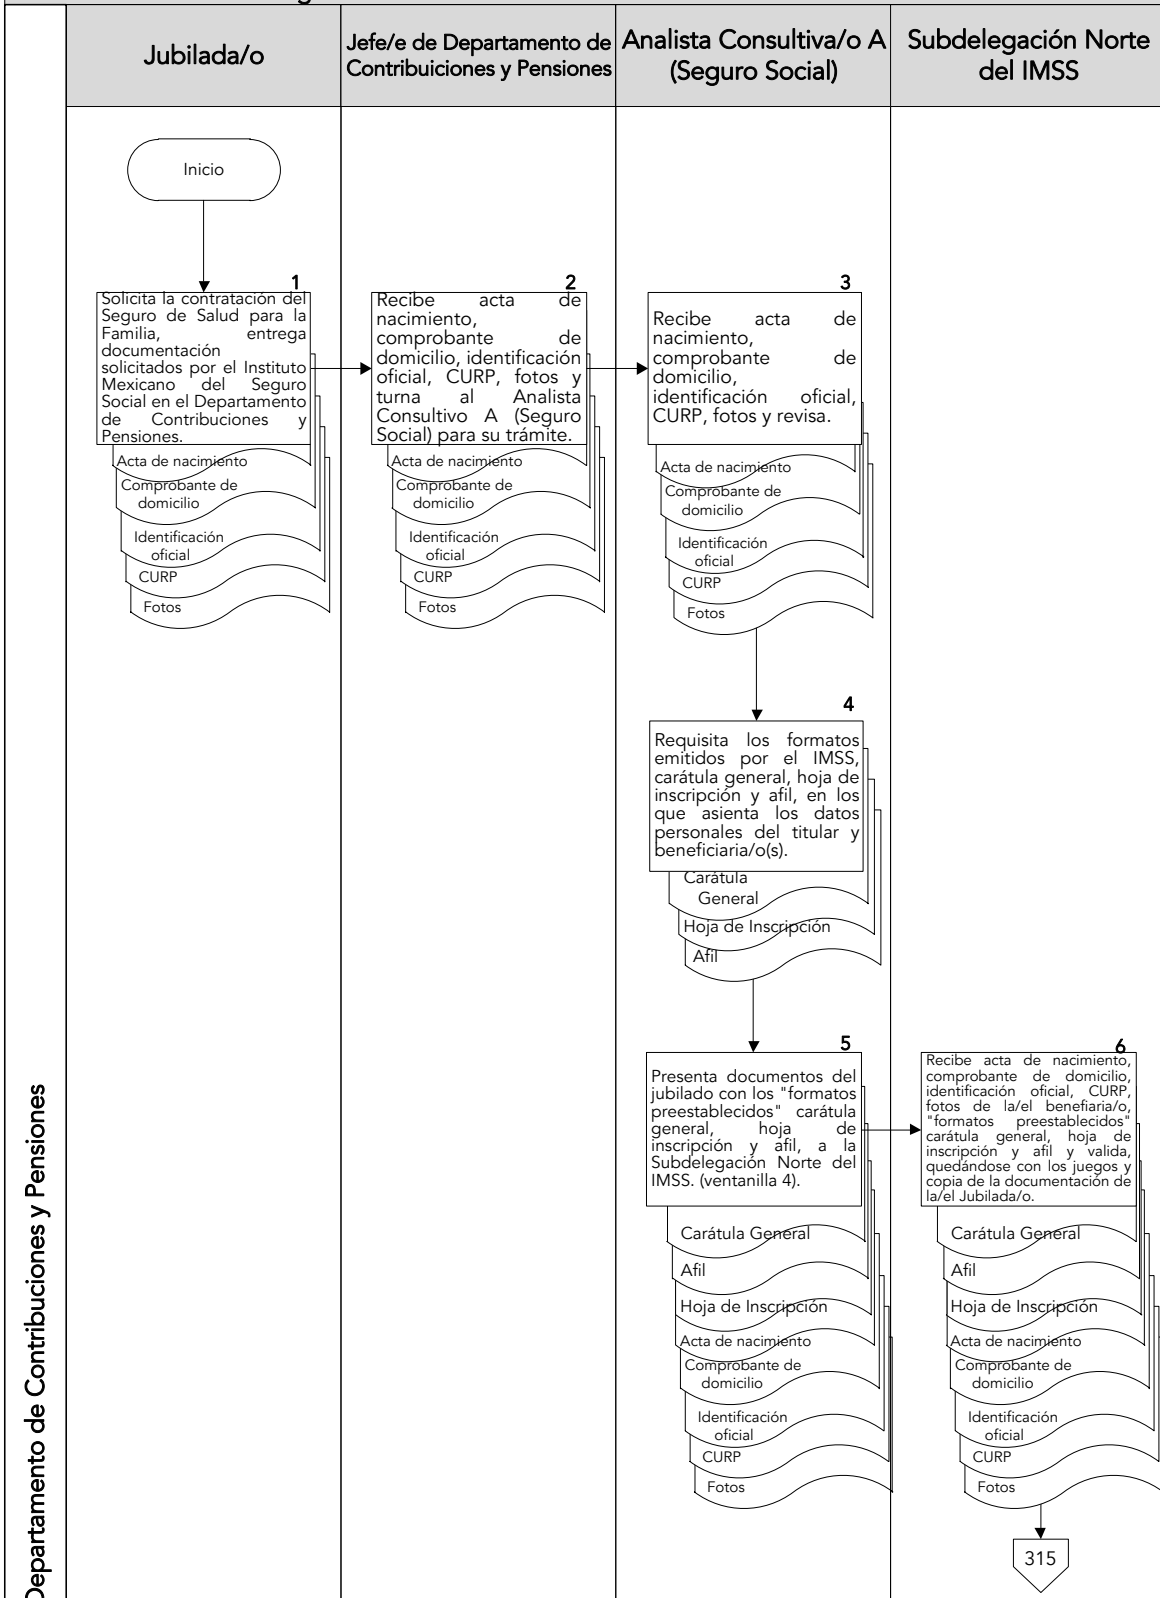 Jubilada/o
Jefe/e de Departamento de
Contribuiciones y Pensiones
Analista Consultiva/o A
(Seguro Social)
Subdelegación Norte
del IMSS
Departamento de Contribuciones y Pensiones
Inicio
1
Solicita la contratación del
Seguro de Salud para la
Familia, entrega
documentación
solicitados por el Instituto
Mexicano del Seguro
Social en el Departamento
de Contribuciones y
Pensiones.
Acta de nacimiento
Comprobante de
domicilio
Identificación
oficial
CURP
Fotos
2
Recibe acta de
nacimiento,
comprobante de
domicilio, identificación
oficial, CURP, fotos y
turna al Analista
Consultivo A (Seguro
Social) para su trámite.
Acta de nacimiento
Comprobante de
domicilio
Identificación
oficial
CURP
Fotos
3
Recibe acta de
nacimiento,
comprobante de
domicilio,
identificación oficial,
CURP, fotos y revisa.
Acta de nacimiento
Comprobante de
domicilio
Identificación
oficial
CURP
Fotos
4
Requisita los formatos
emitidos por el IMSS,
carátula general, hoja de
inscripción y afil, en los
que asienta los datos
personales del titular y
beneficiaria/o(s).
Carátula
General
Hoja de Inscripción
Afil
5
Presenta documentos del
jubilado con los "formatos
preestablecidos" carátula
general, hoja de
inscripción y afil, a la
Subdelegación Norte del
IMSS. (ventanilla 4).
Carátula General
Afil
Hoja de Inscripción
Acta de nacimiento
Comprobante de
domicilio
Identificación
oficial
CURP
Fotos
6
Recibe acta de nacimiento,
comprobante de domicilio,
identificación oficial, CURP,
fotos de la/el benefiaria/o,
"formatos preestablecidos"
carátula general, hoja de
inscripción y afil y valida,
quedándose con los juegos y
copia de la documentación de
la/el Jubilada/o.
Carátula General
Afil
Hoja de Inscripción
Acta de nacimiento
Comprobante de
domicilio
Identificación
oficial
CURP
Fotos
315